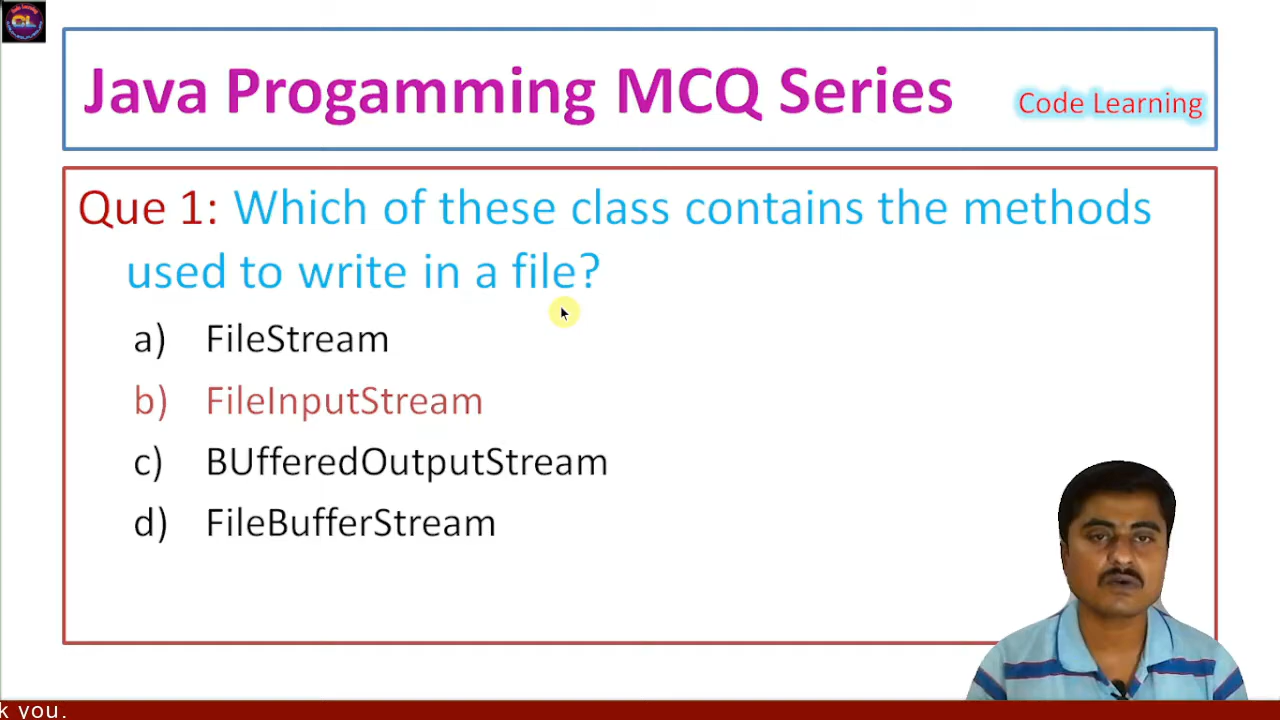 Java Progamming MCQ Series
Code Learning
Que 1: Which of these class contains the methods
used to write in a file?
a) FileStream
b) FileInputStream
c) BUfferedOutputStream
d) FileBufferStream
k you.